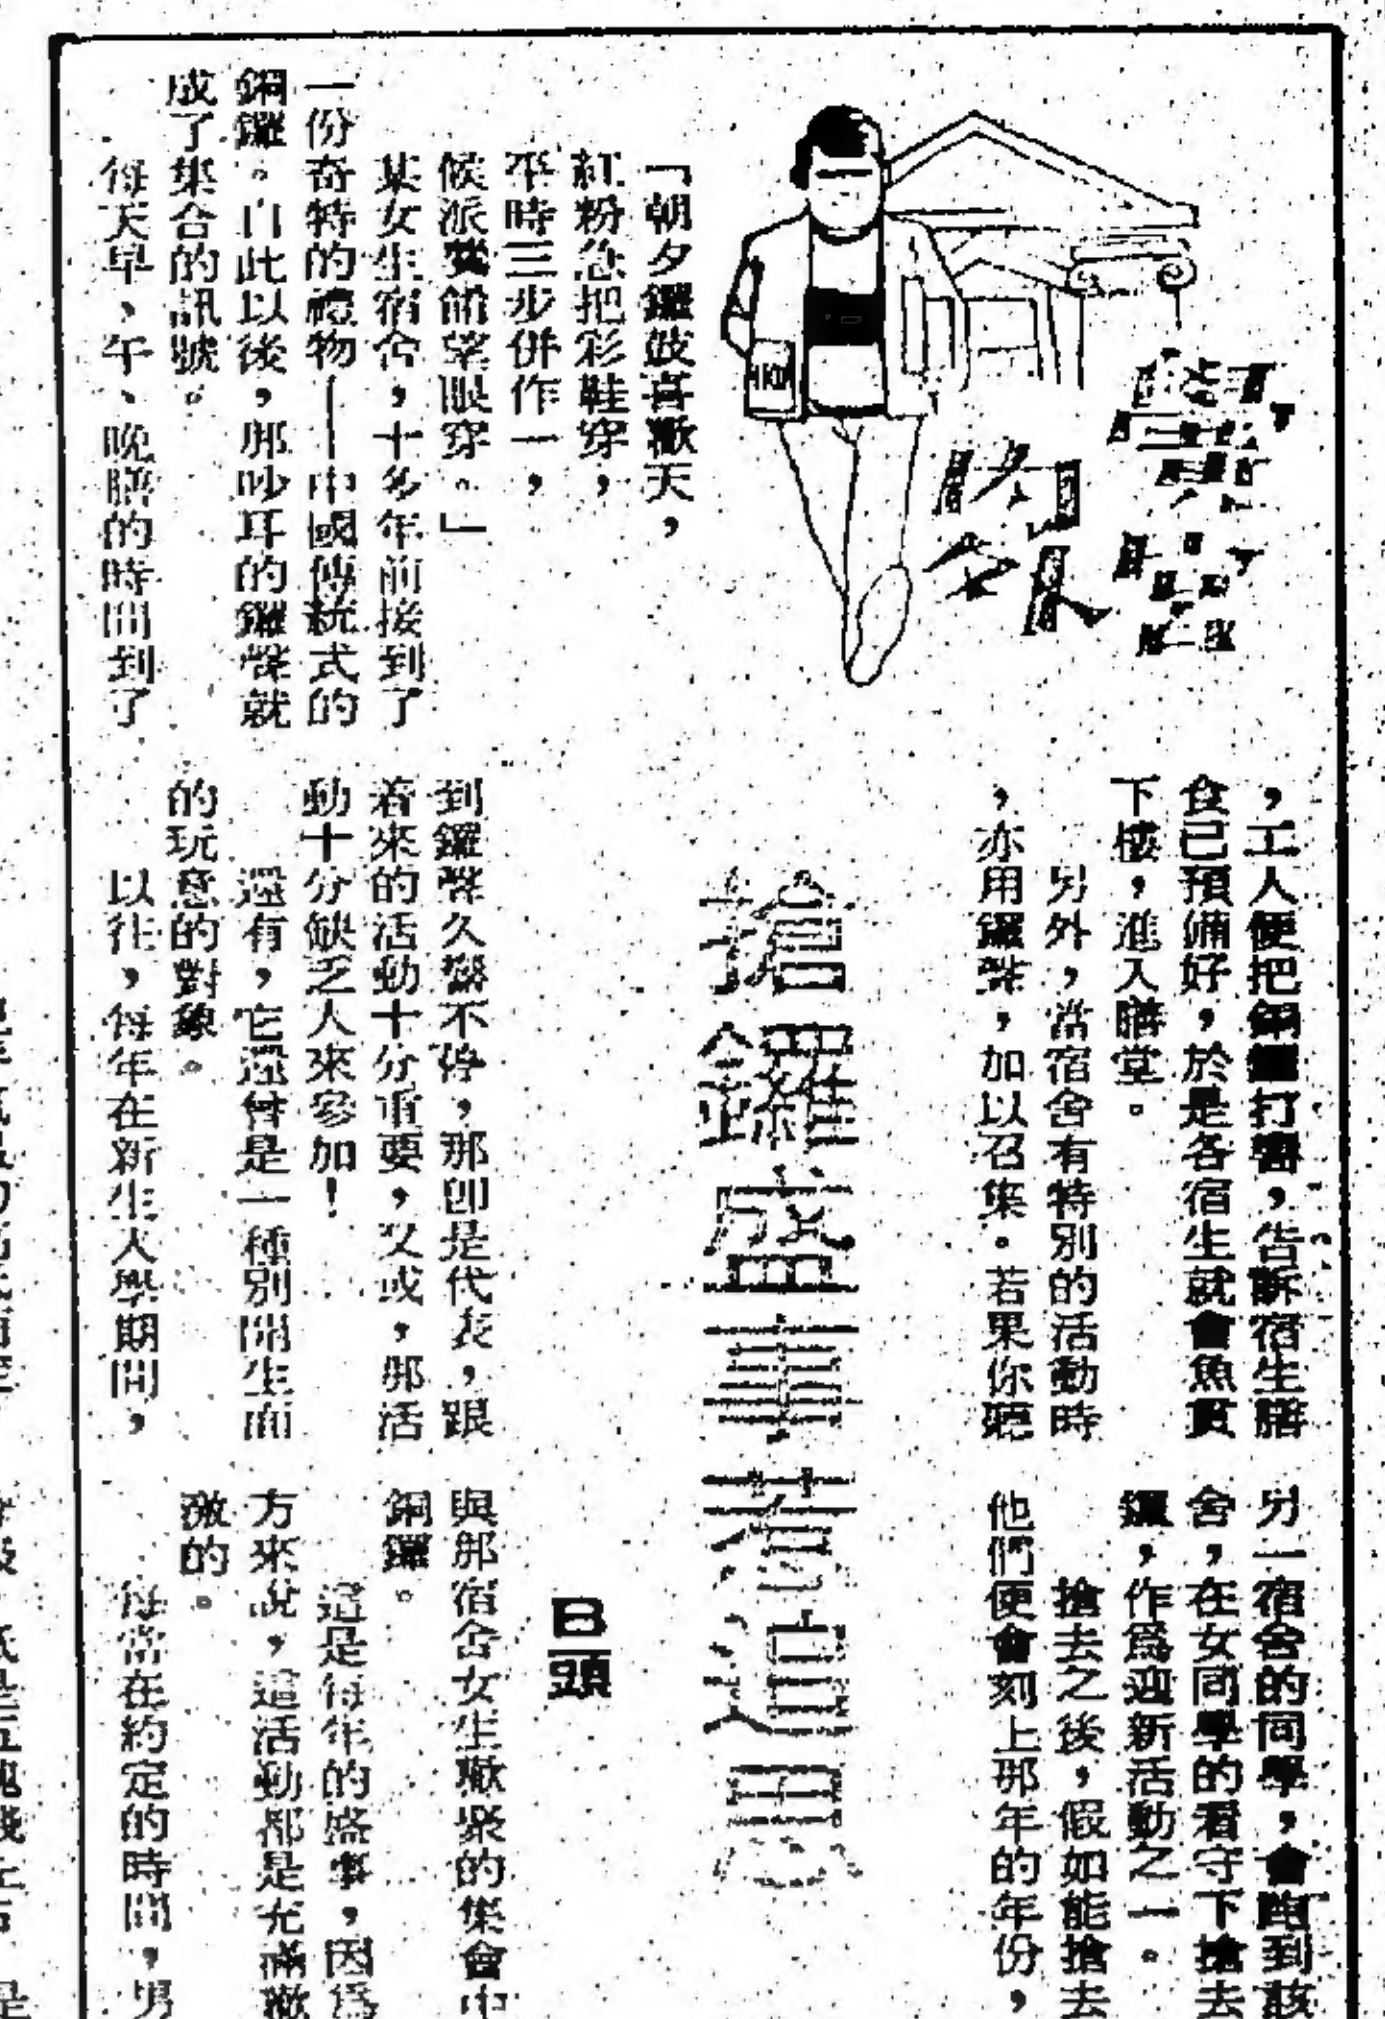 學苑
閒情
搶鑼盛事猶追思
B頭
「朝夕鑼鼓喜歡天，
紅粉急把彩鞋穿，
平時三步併作一，
候派餸餚望眼穿。」
某女生宿舍，十多年前接到了
一份奇特的禮物——中國傳統式的
銅鑼。自此以後，那吵耳的鑼聲就
成了集合的訊號。
每天早、午、晚膳的時間到了
，工人便把銅鑼打響，告訴宿生膳
食已預備好，於是各宿生就會魚貫
下樓，進入膳堂。
另外，當宿舍有特別的活動時
，亦用鑼聲，加以召集。若果你聽
到鑼聲久響不停，那卽是代表，跟
着來的活動十分重要，又或，那活
動十分缺乏人來參加！
還有，它還曾是一種別開生面
的玩意的對象。
以往，每年在新生入學期間，
另一宿舍的同學，會跑到該
舍，在女同學的看守下搶去
鑼，作爲迎新活動之一。
搶去之後，假如能搶去
他們便會刻上那年的年份，
與那宿舍女生歡聚的集會中
銅鑼。
這是每年的盛事，因爲
方來說，這活動都是充滿歡
激的。
每當在約定的時間，男